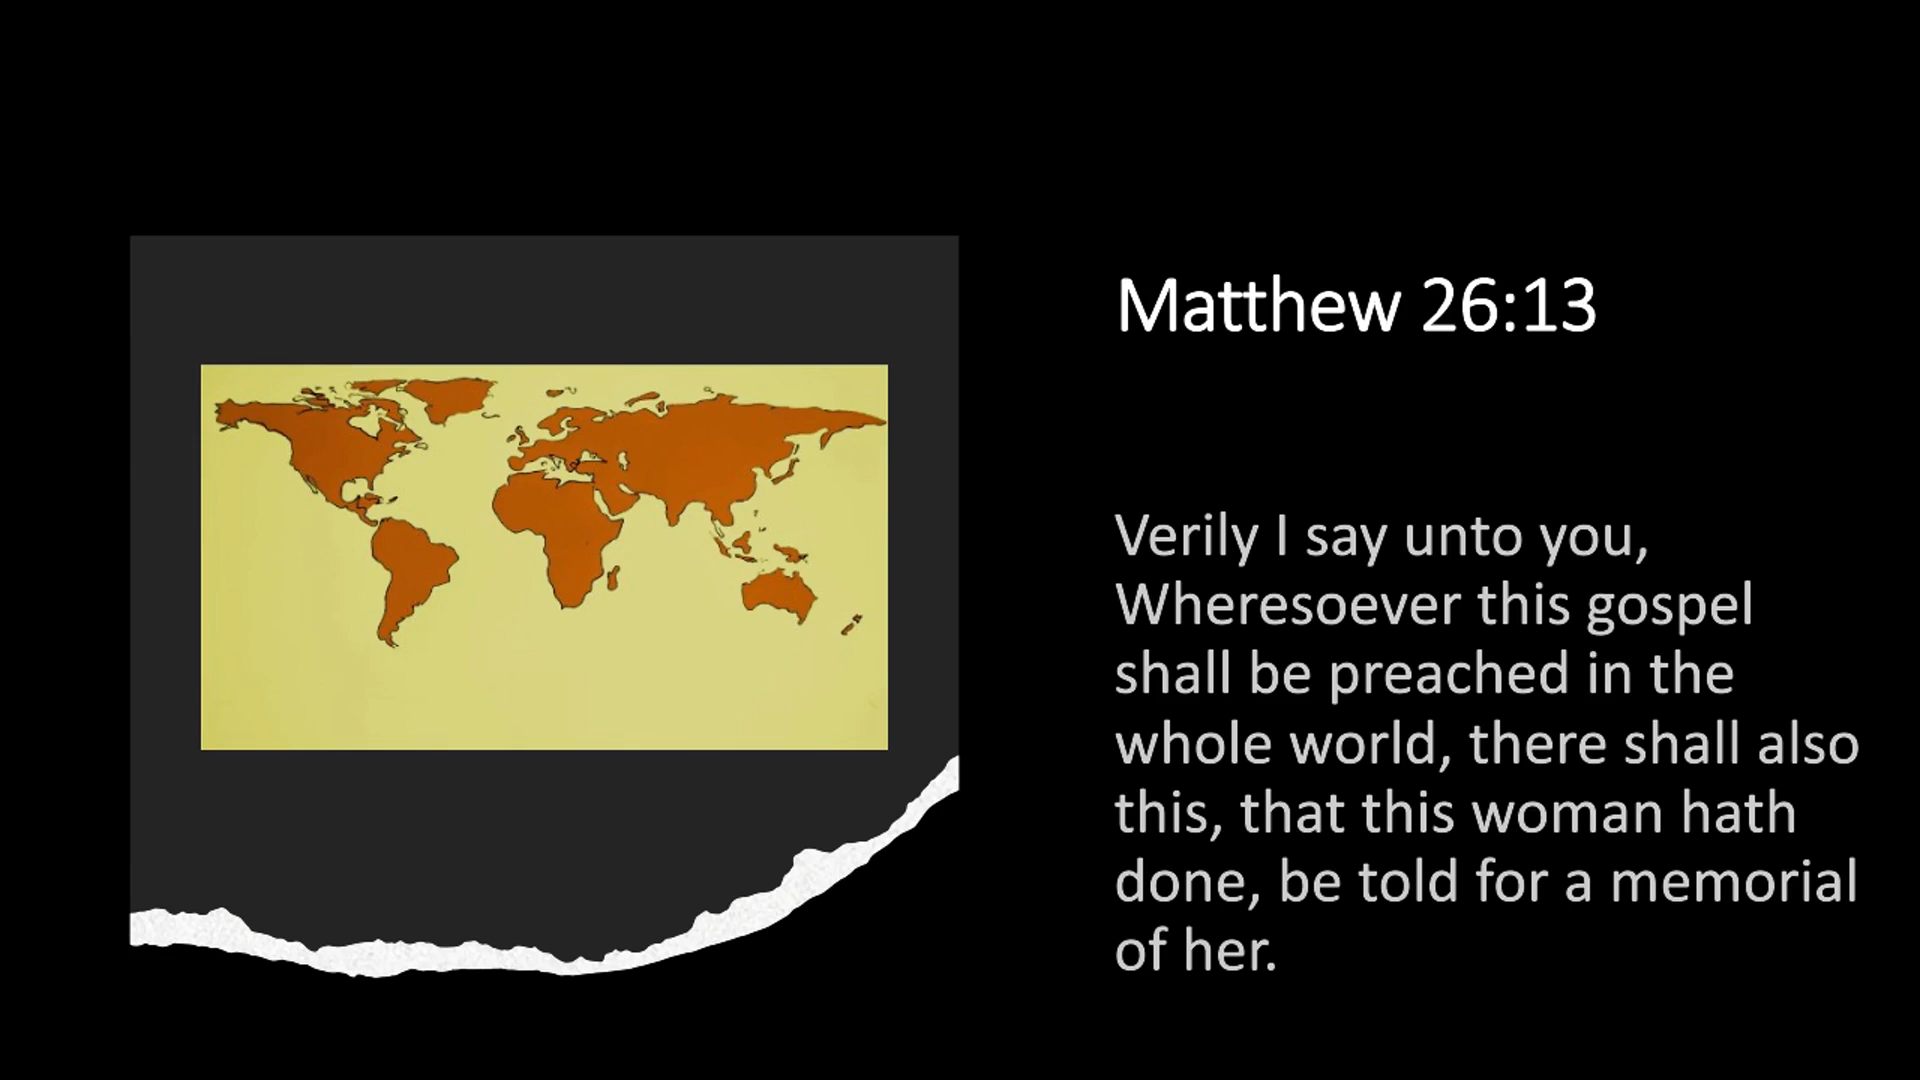 Matthew 26:13
Verily I say unto you,
Wheresoever this gospel
shall be preached in the
whole world, there shall also
this, that this woman hath
done, be told for a memorial
of her.